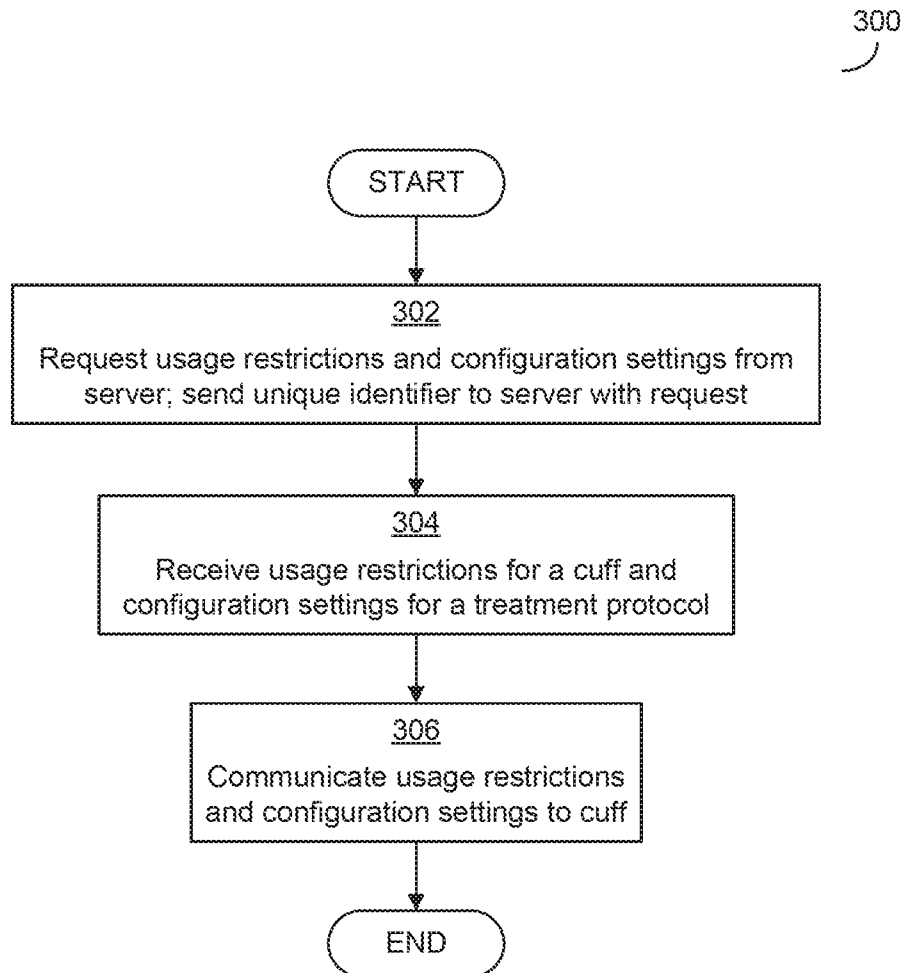 300
START
302
Request usage restrictions and configuration settings from
server; send unique identifier to server with request
304
Receive usage restrictions for a cuff and
configuration settings for a treatment protocol
306
Communicate usage restrictions
and configuration settings to cuff
END